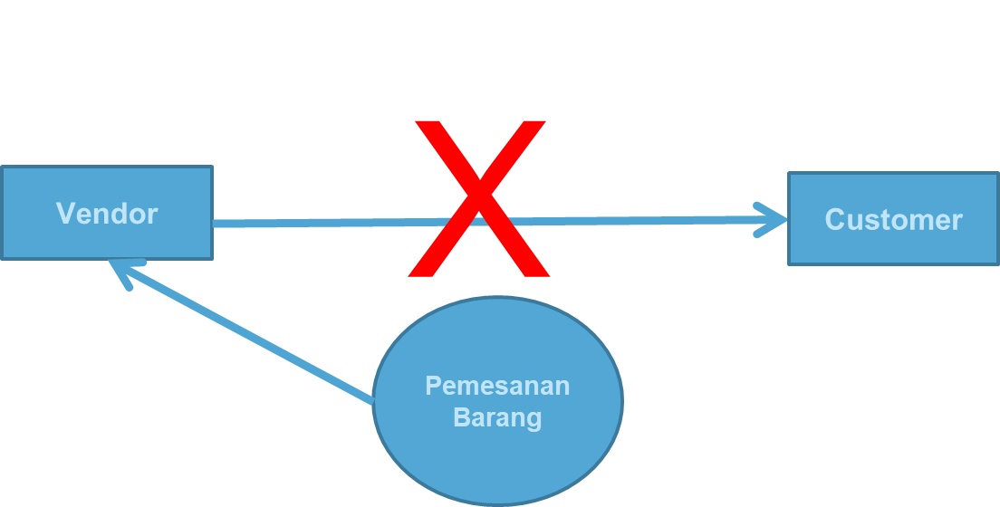 Vendor
X
Customer
Pemesanan
Barang